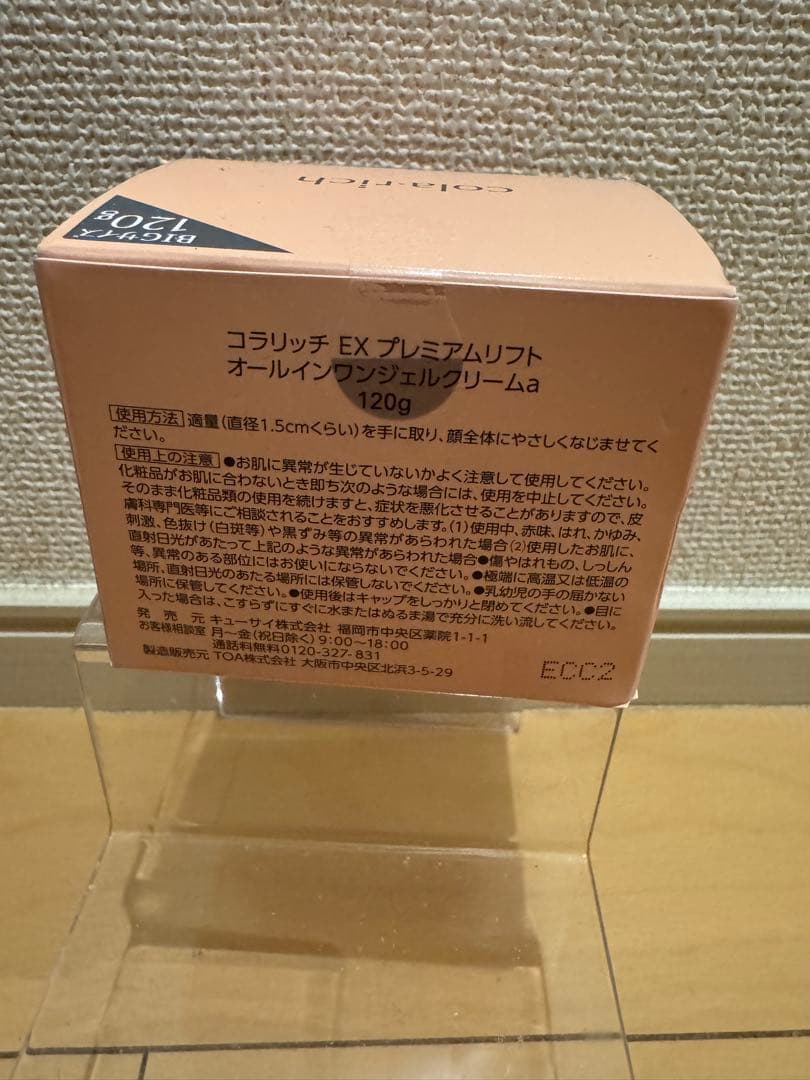 cola·rich
BIGサイズ
120g
コラリッチ EX プレミアムリフト
オールインワンジェルクリームa
120g
使用方法 適量(直径1.5cmくらい)を手に取り、顔全体にやさしくなじませてく
ださい。
使用上の注意 ●お肌に異常が生じていないかよく注意して使用してください。
化粧品がお肌に合わないとき即ち次のような場合には、使用を中止してください。
そのまま化粧品類の使用を続けますと、症状を悪化させることがありますので、皮
膚科専門医等にご相談されることをおすすめします。(1)使用中、赤味、はれ、かゆみ、
刺激、色抜け(白斑等)や黒ずみ等の異常があらわれた場合(2)使用したお肌に、
直射日光があたって上記のような異常があらわれた場合●傷やはれもの、しっしん
等、異常のある部位にはお使いにならないでください。●極端に高温又は低温の
場所、直射日光のあたる場所には保管しないでください。●乳幼児の手の届かない
場所に保管してください。●使用後はキャップをしっかりと閉めてください。●目に
入った場合は、こすらずにすぐに水またはぬるま湯で充分に洗い流してください。
発売元 キューサイ株式会社 福岡市中央区薬院1-1-1
お客様相談室 月～金(祝日除く)9:00～18:00
通話料無料0120-327-831
製造販売元 TOA株式会社 大阪市中央区北浜3-5-29
ECC2